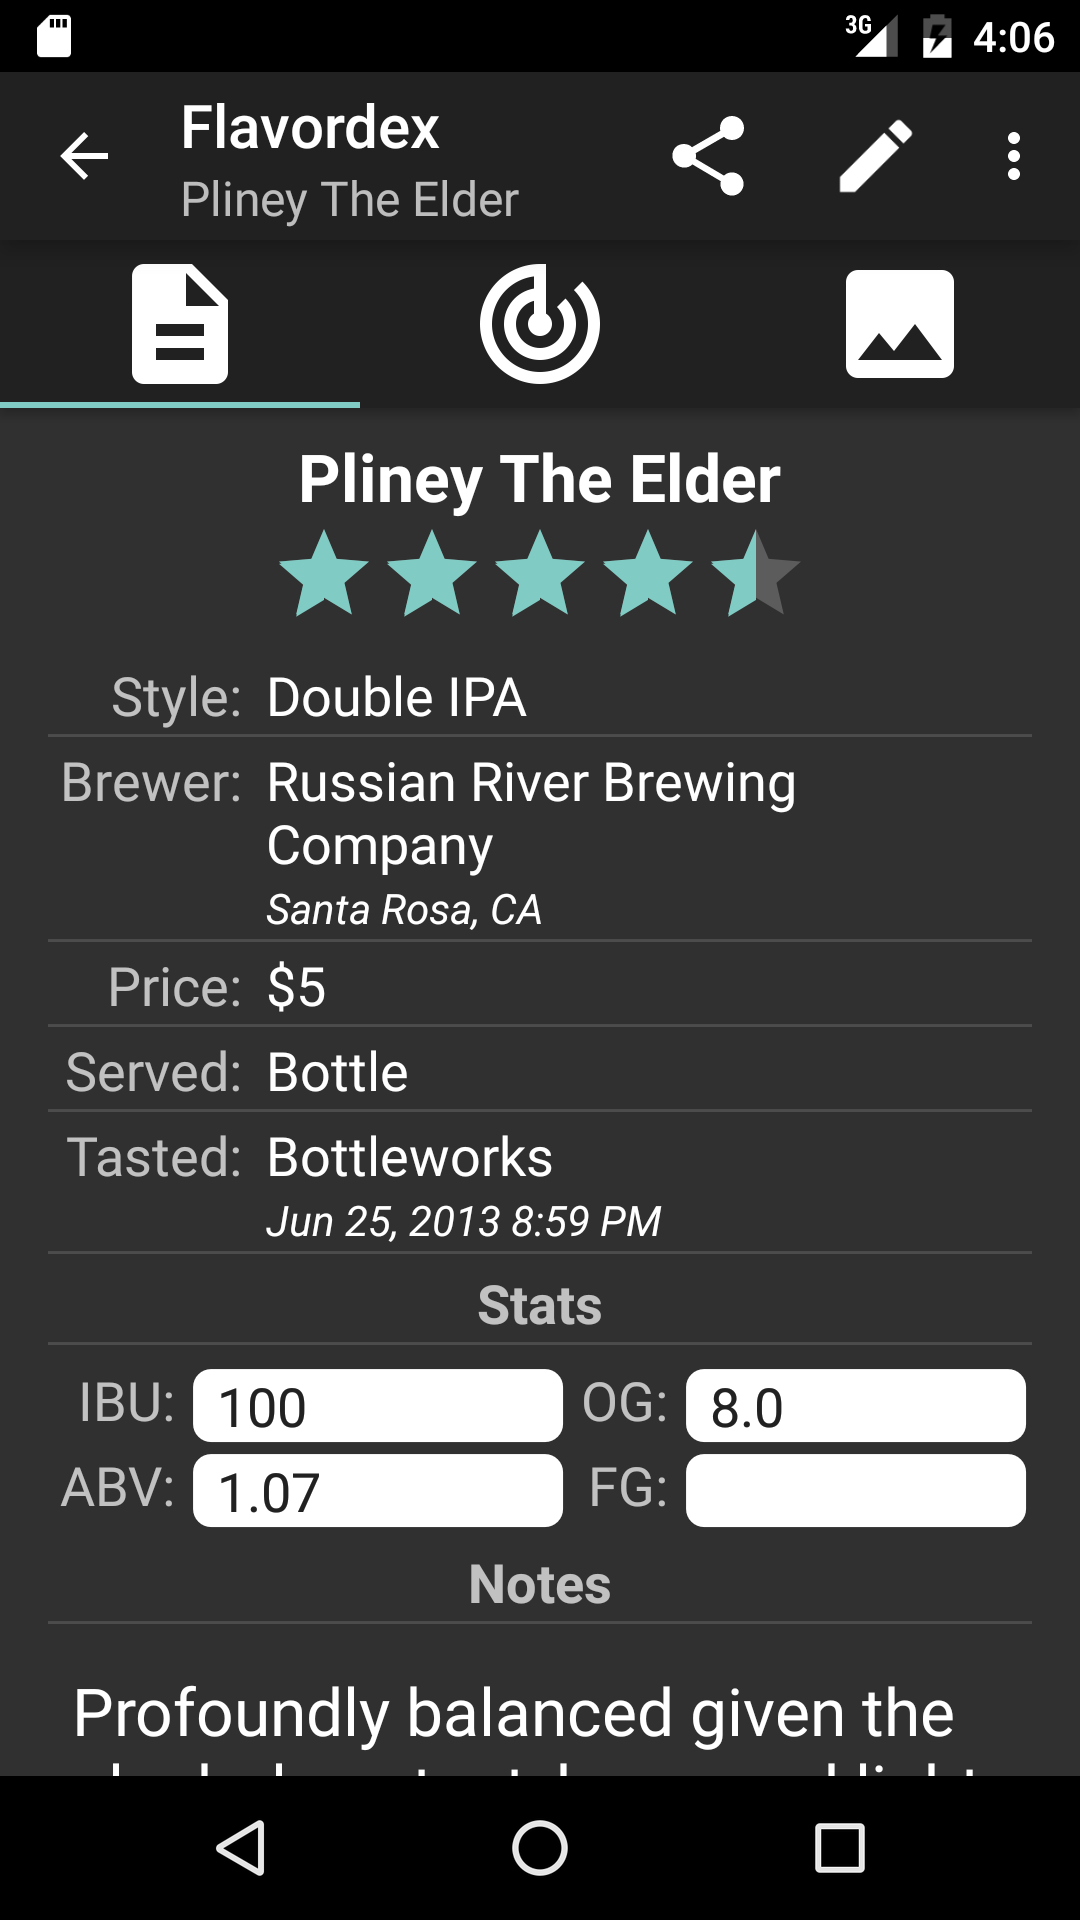 3G 4:06
Flavordex
Pliney The Elder
Pliney The Elder
Style: Double IPA
Brewer: Russian River Brewing
Company
Santa Rosa, CA
Price: $5
Served: Bottle
Tasted: Bottleworks
Jun 25, 2013 8:59 PM
Stats
IBU: 100 OG: 8.0
ABV: 1.07 FG:
Notes
Profoundly balanced given the